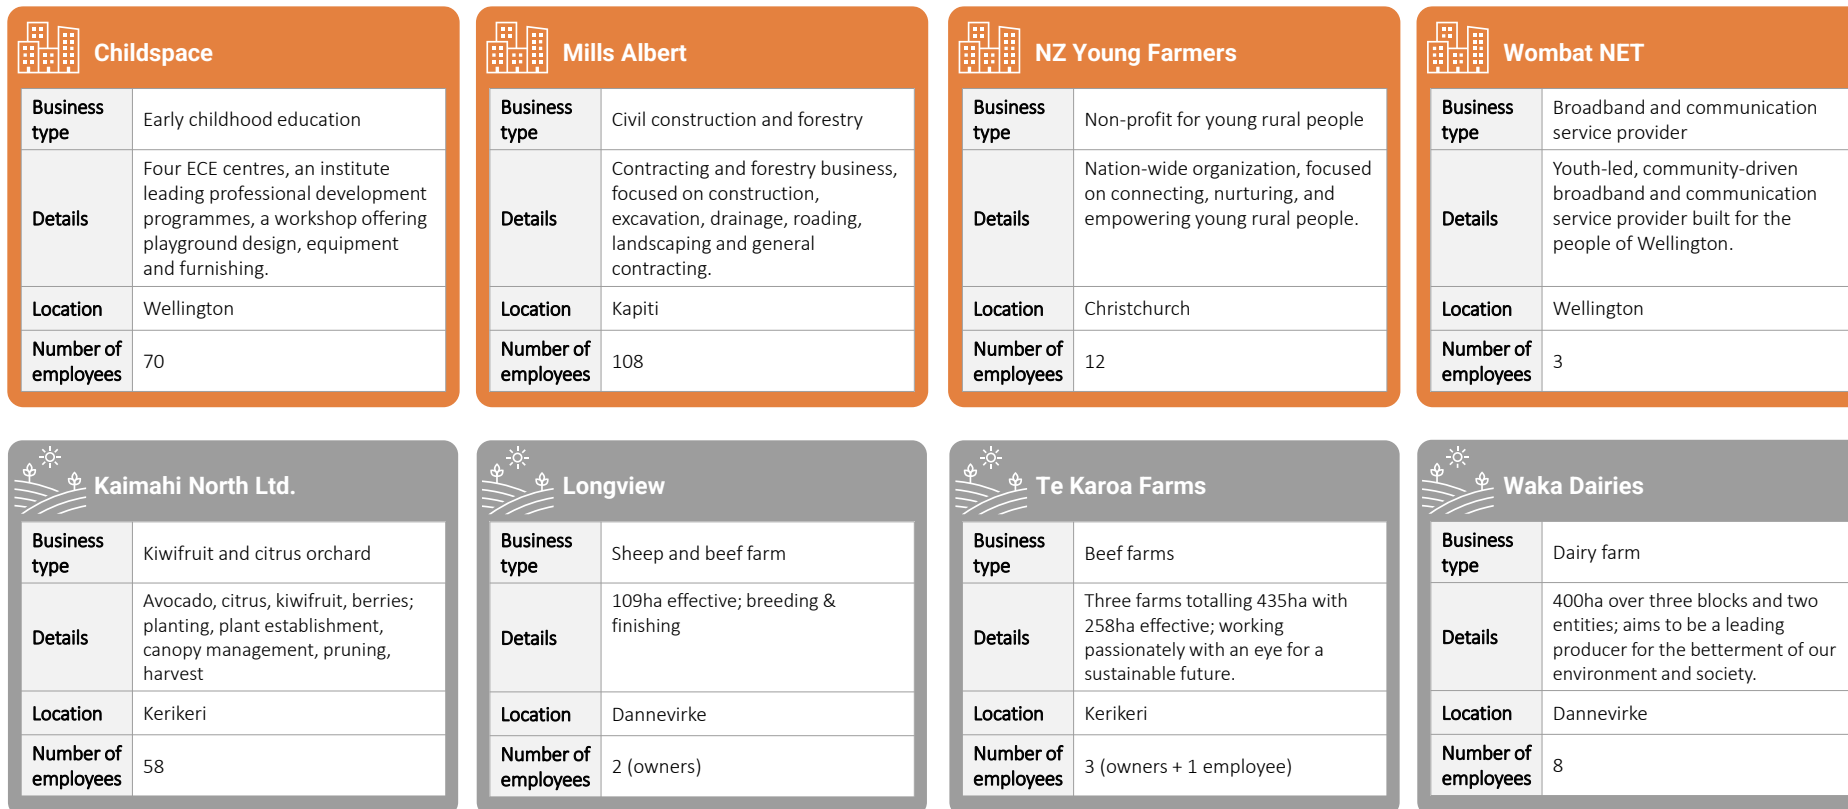 Childspace
Business
type
Early childhood education
Details
Four ECE centres, an institute
leading professional development
programmes, a workshop offering
playground design, equipment
and furnishing.
Location
Wellington
Number of
employees
70
Mills Albert
Business
type
Civil construction and forestry
Details
Contracting and forestry business,
focused on construction,
excavation, drainage, roading,
landscaping and general
contracting.
Location
Kapiti
Number of
employees
108
NZ Young Farmers
Business
type
Non-profit for young rural people
Details
Nation-wide organization, focused
on connecting, nurturing, and
empowering young rural people.
Location
Christchurch
Number of
employees
12
Wombat NET
Business
type
Broadband and communication
service provider
Details
Youth-led, community-driven
broadband and communication
service provider built for the
people of Wellington.
Location
Wellington
Number of
employees
3
Kaimahi North Ltd.
Business
type
Kiwifruit and citrus orchard
Details
Avocado, citrus, kiwifruit, berries;
planting, plant establishment,
canopy management, pruning,
harvest
Location
Kerikeri
Number of
employees
58
Longview
Business
type
Sheep and beef farm
Details
109ha effective; breeding &
finishing
Location
Dannevirke
Number of
employees
2 (owners)
Te Karoa Farms
Business
type
Beef farms
Details
Three farms totalling 435ha with
258ha effective; working
passionately with an eye for a
sustainable future.
Location
Kerikeri
Number of
employees
3 (owners + 1 employee)
Waka Dairies
Business
type
Dairy farm
Details
400ha over three blocks and two
entities; aims to be a leading
producer for the betterment of our
environment and society.
Location
Dannevirke
Number of
employees
8